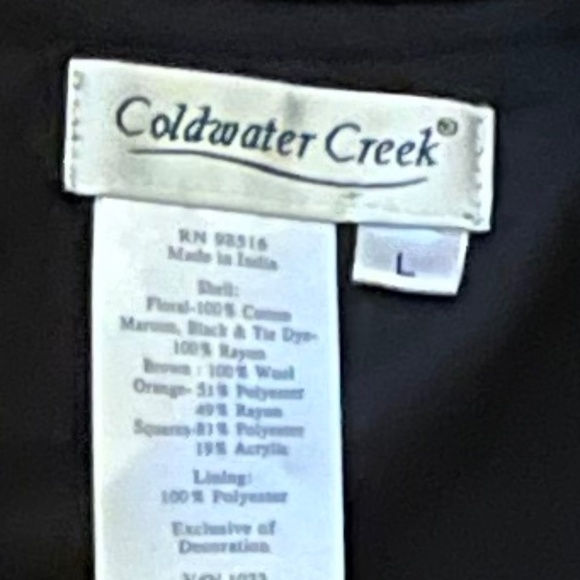 Coldwater Creek®
L
RN 98516
Made in India
Shell:
Floral-100% Cotton
Maroon, Black & Tie Dye-
100% Rayon
Brown : 100% Wool
Orange- 51% Polyester
49% Rayon
Squares-81% Polyester
19% Acrylic
Lining:
100% Polyester
Exclusive of
Decoration